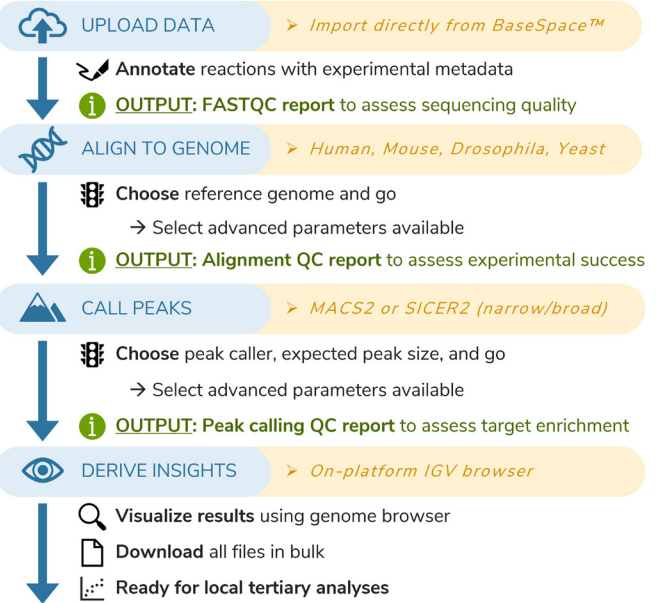 UPLOAD DATA ➢ Import directly from BaseSpace™
Annotate reactions with experimental metadata
OUTPUT: FASTQC report to assess sequencing quality
ALIGN TO GENOME ➢ Human, Mouse, Drosophila, Yeast
Choose reference genome and go
→ Select advanced parameters available
OUTPUT: Alignment QC report to assess experimental success
CALL PEAKS ➢ MACS2 or SICER2 (narrow/broad)
Choose peak caller, expected peak size, and go
→ Select advanced parameters available
OUTPUT: Peak calling QC report to assess target enrichment
DERIVE INSIGHTS ➢ On-platform IGV browser
Visualize results using genome browser
Download all files in bulk
Ready for local tertiary analyses